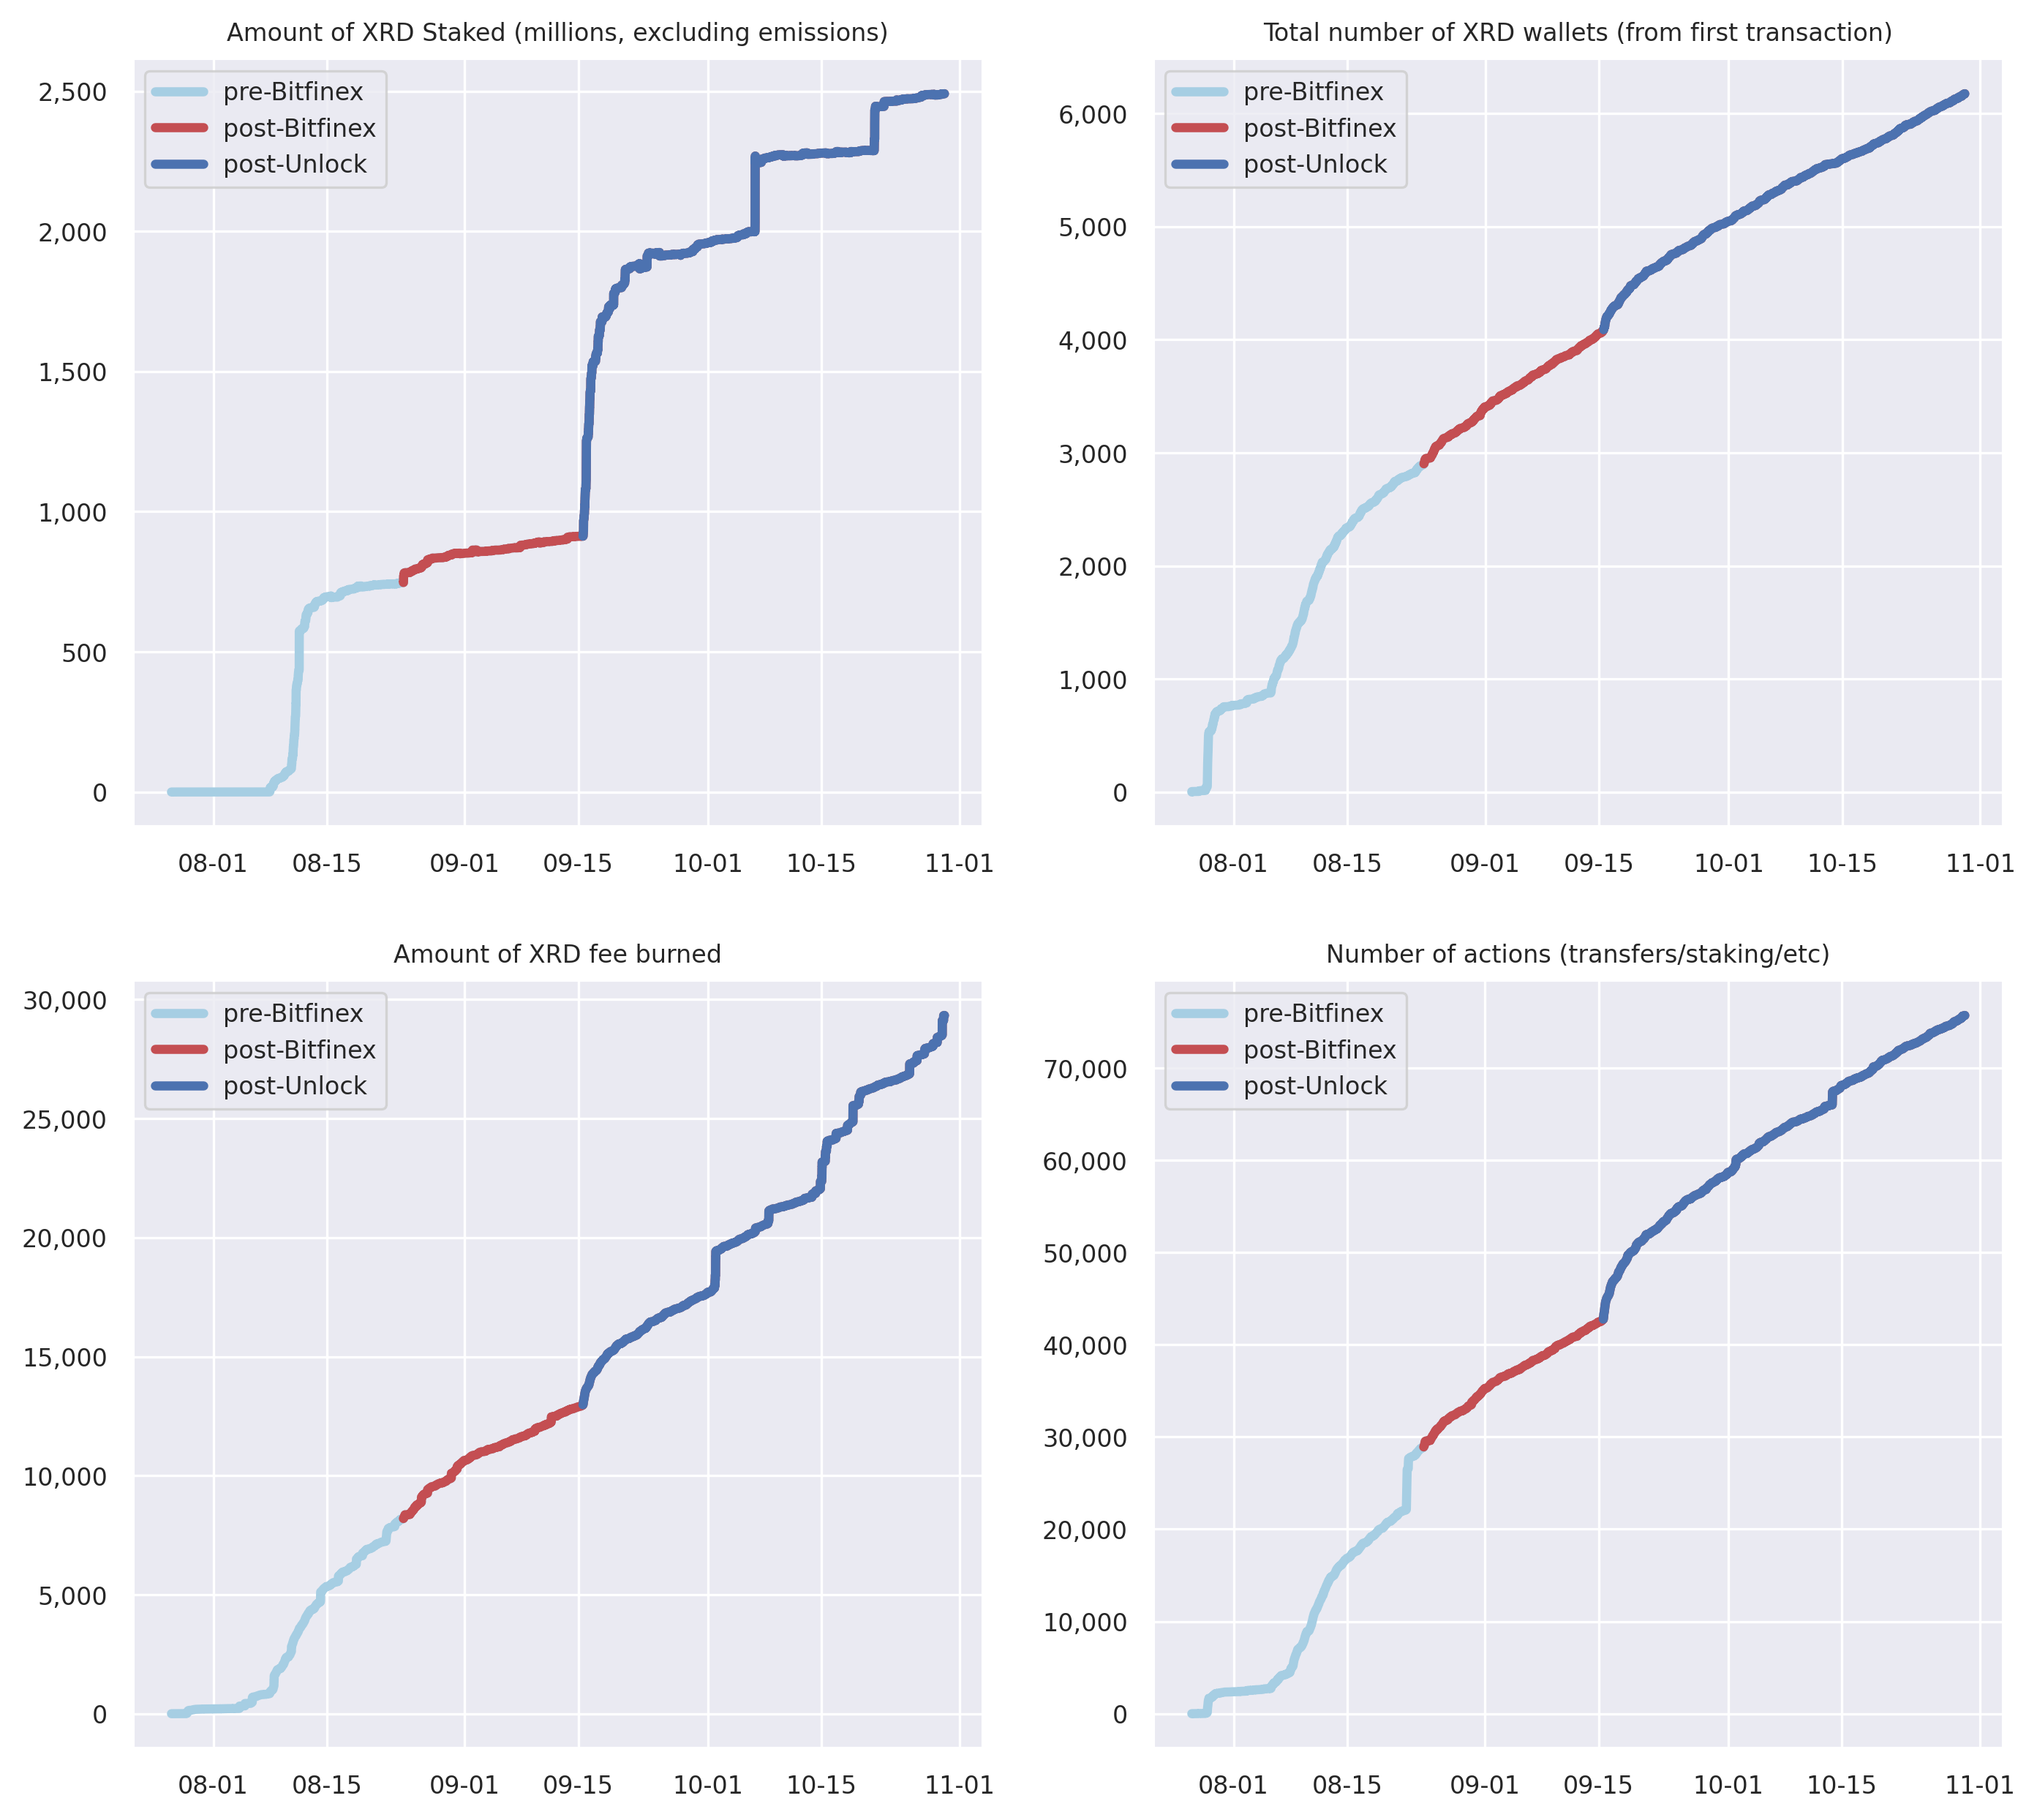 Amount of XRD Staked (millions, excluding emissions)
pre-Bitfinex
post-Bitfinex
post-Unlock
2,500
2,000
1,500
1,000
500
0
08-01 08-15 09-01 09-15 10-01 10-15 11-01
Total number of XRD wallets (from first transaction)
pre-Bitfinex
post-Bitfinex
post-Unlock
6,000
5,000
4,000
3,000
2,000
1,000
0
08-01 08-15 09-01 09-15 10-01 10-15 11-01
Amount of XRD fee burned
pre-Bitfinex
post-Bitfinex
post-Unlock
30,000
25,000
20,000
15,000
10,000
5,000
0
08-01 08-15 09-01 09-15 10-01 10-15 11-01
Number of actions (transfers/staking/etc)
pre-Bitfinex
post-Bitfinex
post-Unlock
70,000
60,000
50,000
40,000
30,000
20,000
10,000
0
08-01 08-15 09-01 09-15 10-01 10-15 11-01